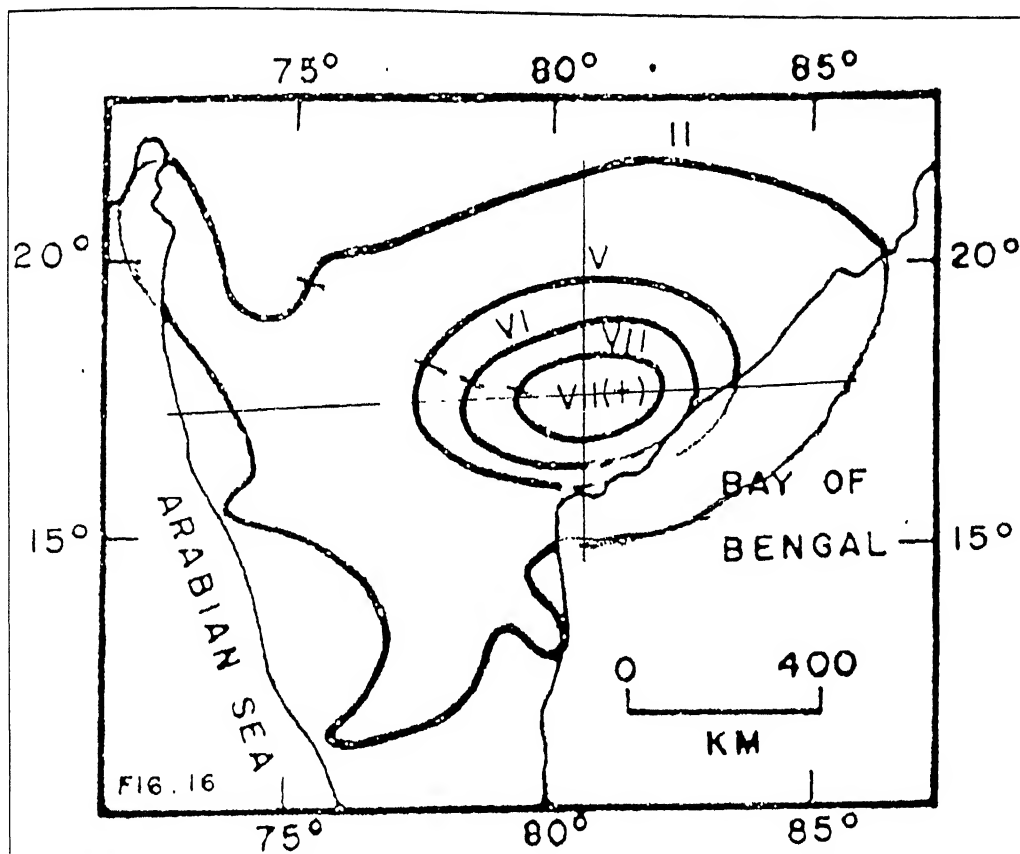 75° 80° 85°
II
20° 20°
V
VI VII
VII(+)
BAY OF
15° BENGAL 15°
ARABIAN SEA
0 400
KM
FIG. 16
75° 80° 85°